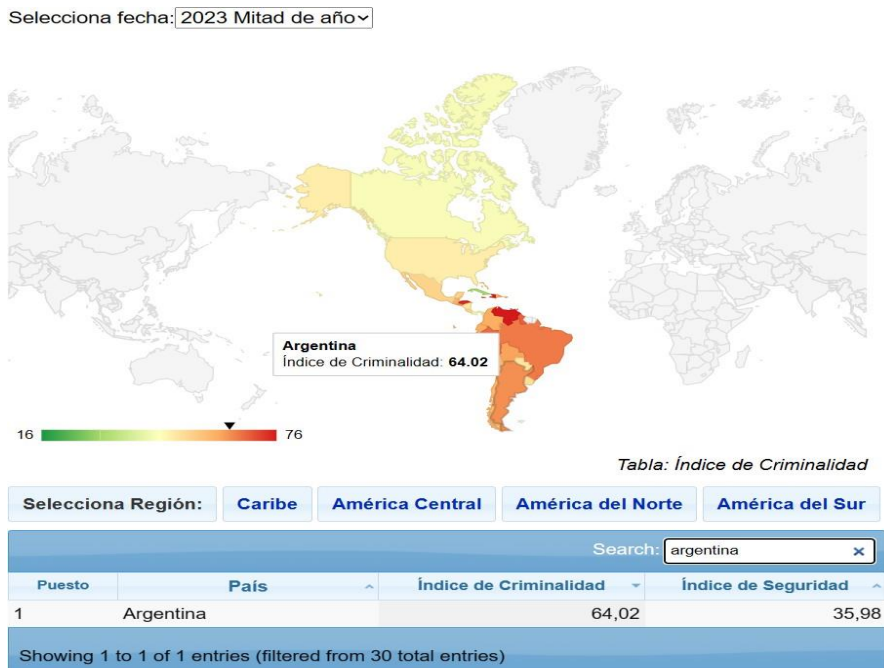 Selecciona fecha: 2023 Mitad de año
Argentina
Índice de Criminalidad: 64.02
16 76
Tabla: Índice de Criminalidad
Selecciona Región: Caribe América Central América del Norte América del Sur
Search: argentina ×
Puesto País Índice de Criminalidad Índice de Seguridad
1 Argentina 64,02 35,98
Showing 1 to 1 of 1 entries (filtered from 30 total entries)